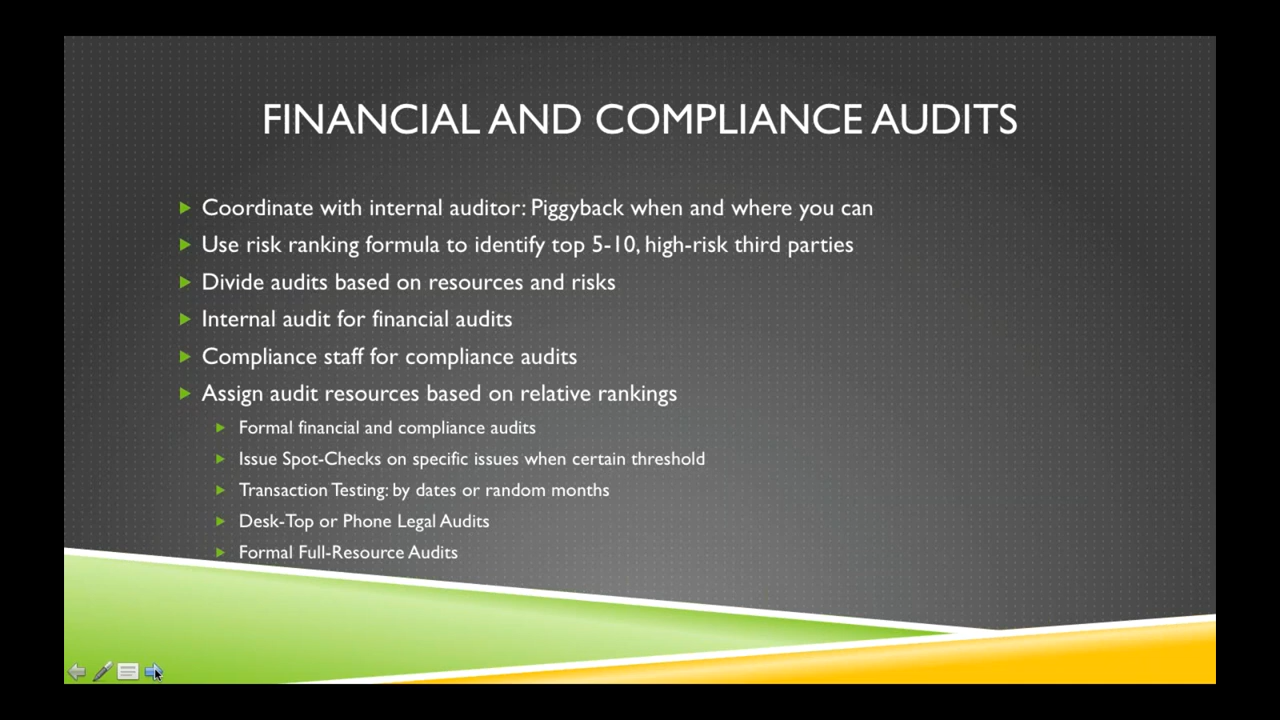 FINANCIAL AND COMPLIANCE AUDITS
Coordinate with internal auditor: Piggyback when and where you can
Use risk ranking formula to identify top 5-10, high-risk third parties
Divide audits based on resources and risks
Internal audit for financial audits
Compliance staff for compliance audits
Assign audit resources based on relative rankings
Formal financial and compliance audits
Issue Spot-Checks on specific issues when certain threshold
Transaction Testing: by dates or random months
Desk-Top or Phone Legal Audits
Formal Full-Resource Audits